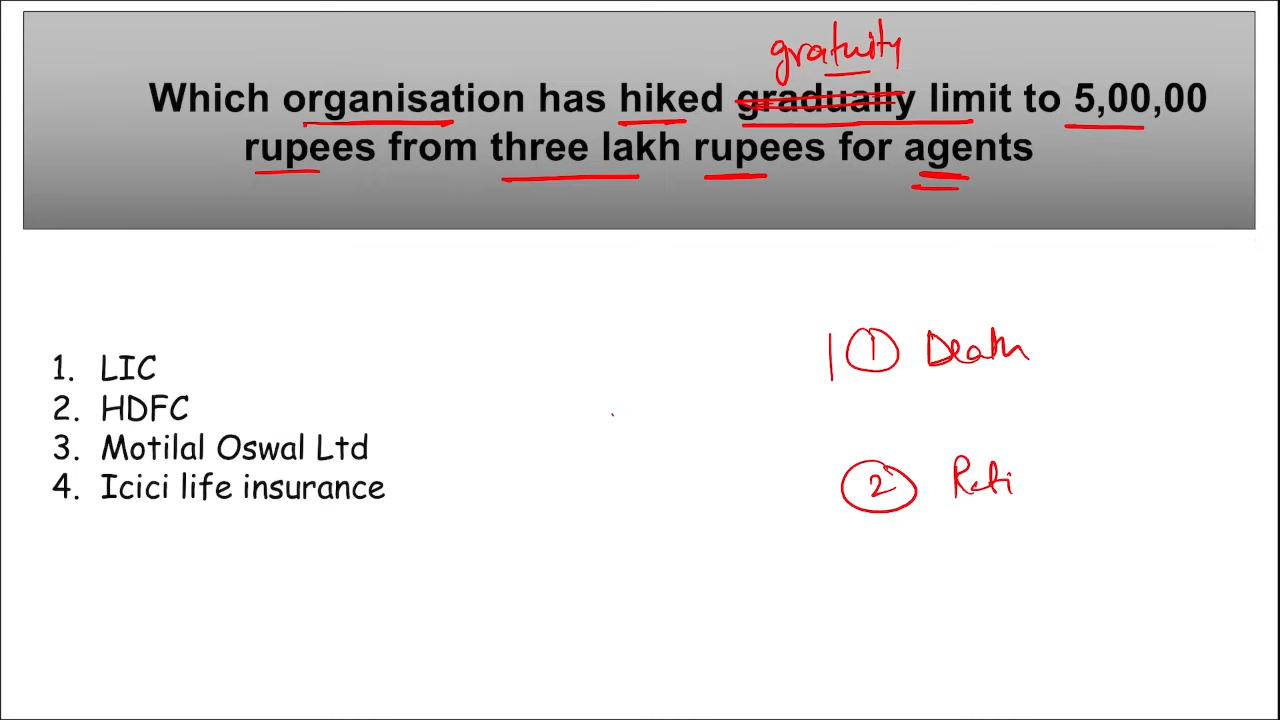 gratuity
Which organisation has hiked gradually limit to 5,00,00
rupees from three lakh rupees for agents
1. LIC
2. HDFC
3. Motilal Oswal Ltd
4. Icici life insurance
1 Death
2 Reti